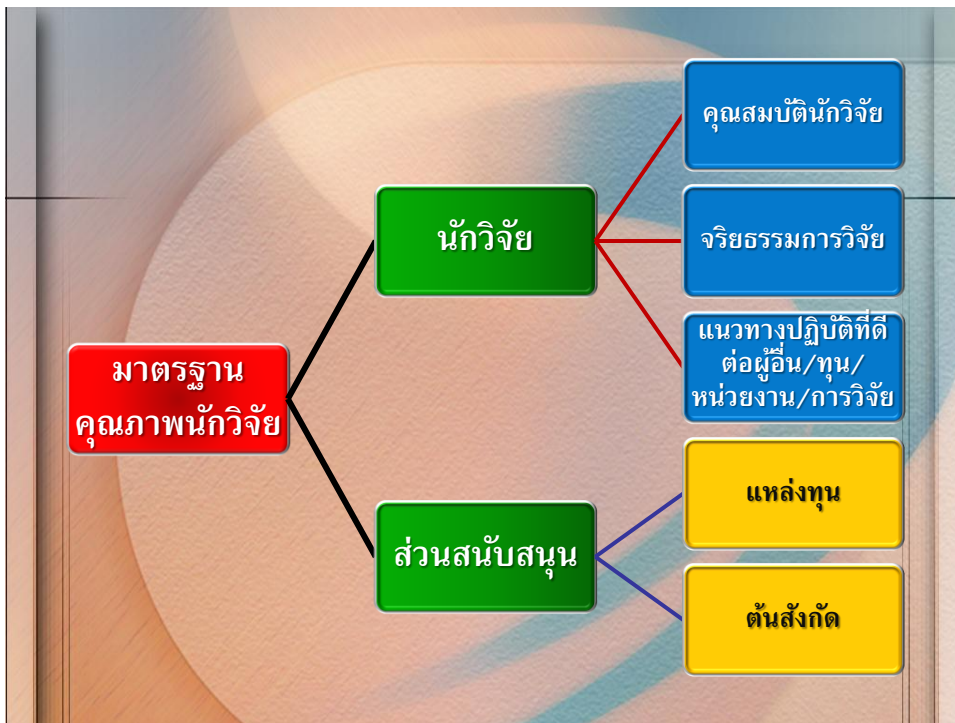 มาตรฐาน
คุณภาพนักวิจัย
นักวิจัย
คุณสมบัตินักวิจัย
จริยธรรมการวิจัย
แนวทางปฏิบัติที่ดี
ต่อผู้อื่น/ทุน/
หน่วยงาน/การวิจัย
ส่วนสนับสนุน
แหล่งทุน
ต้นสังกัด